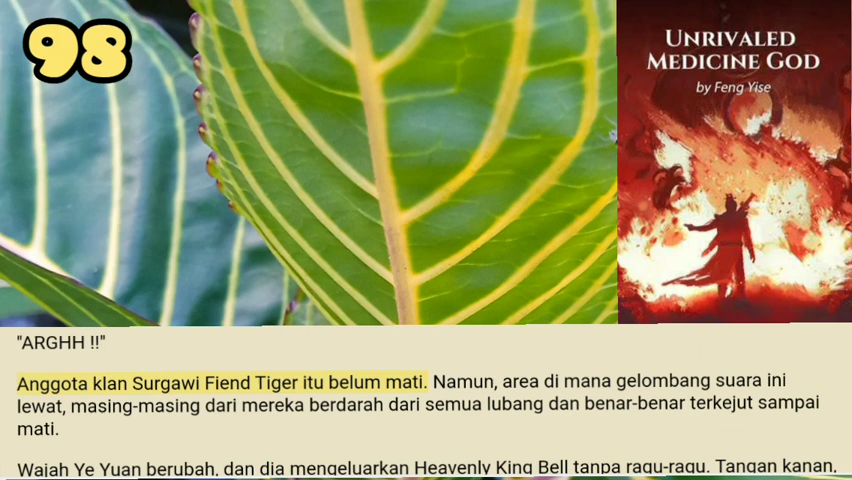 98
UNRIVALED
MEDICINE GOD
by Feng Yise
"ARGHH !!"
Anggota klan Surgawi Fiend Tiger itu belum mati. Namun, area di mana gelombang suara ini
lewat, masing-masing dari mereka berdarah dari semua lubang dan benar-benar terkejut sampai
mati.
Wajah Ye Yuan berubah, dan dia mengeluarkan Heavenly King Bell tanpa ragu-ragu. Tangan kanan,